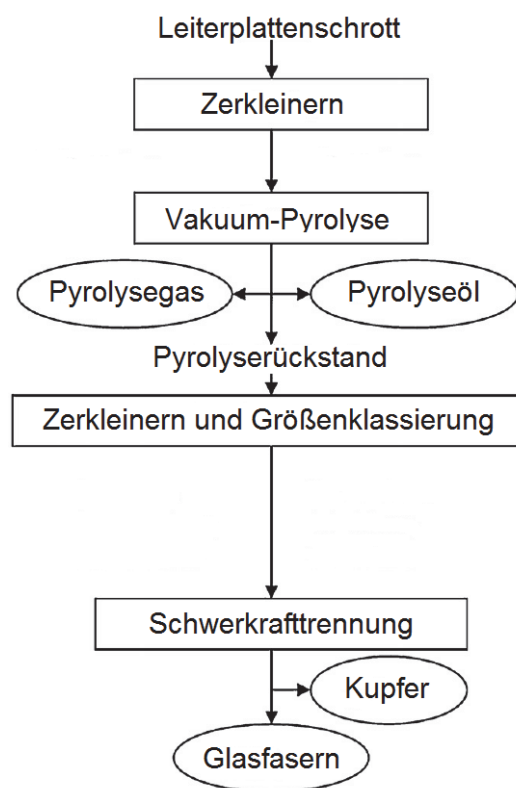 Leiterplattenschrott
Zerkleinern
Vakuum-Pyrolyse
Pyrolysegas
Pyrolyseöl
Pyrolyserückstand
Zerkleinern und Größenklassierung
Schwerkrafttrennung
Kupfer
Glasfasern